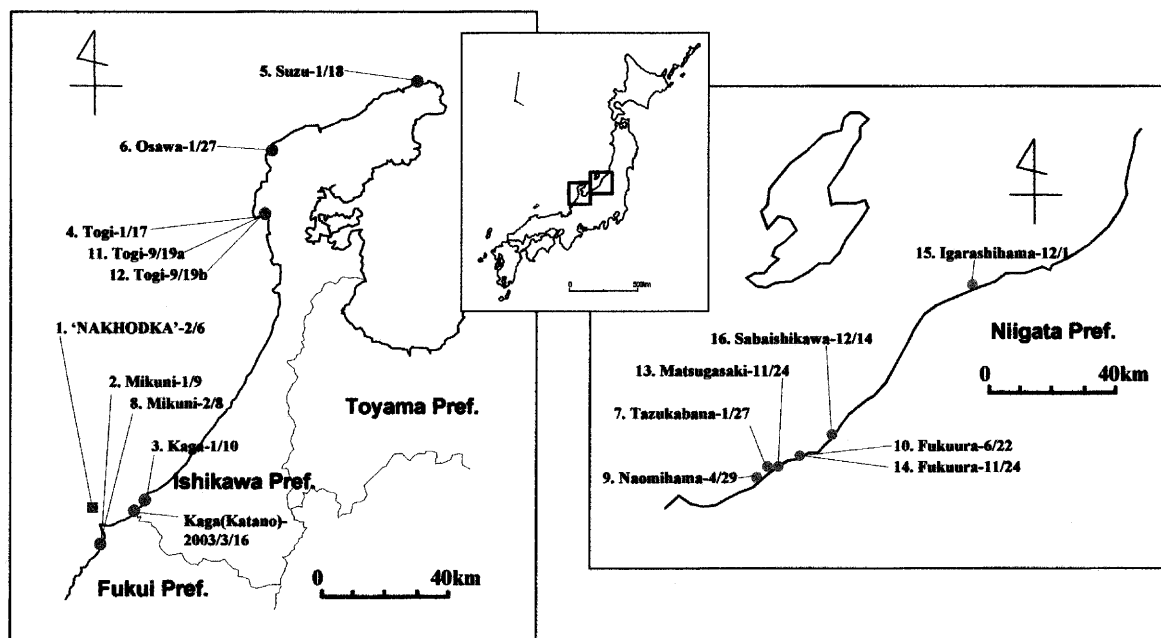 5. Suzu-1/18
6. Osawa-1/27
4. Togi-1/17
11. Togi-9/19a
12. Togi-9/19b
1. 'NAKHODKA'-2/6
2. Mikuni-1/9
8. Mikuni-2/8
3. Kaga-1/10
Toyama Pref.
Ishikawa Pref.
Kaga(Katano)-
2003/3/16
Fukui Pref.
0 40km
0 500km
15. Igarashihama-12/1
Niigata Pref.
16. Sabaishikawa-12/14
0 40km
13. Matsugasaki-11/24
7. Tazukabana-1/27
10. Fukuura-6/22
9. Naomihama-4/29
14. Fukuura-11/24